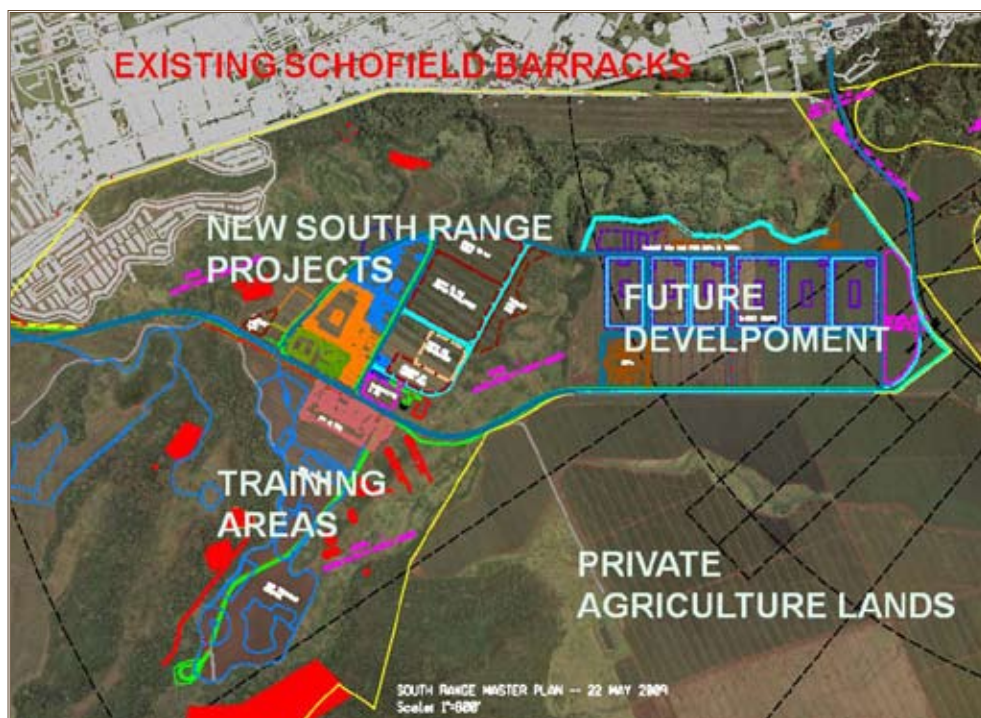 EXISTING SCHOFIELD BARRACKS
NEW SOUTH RANGE
PROJECTS
FUTURE
DEVELPOMENT
TRAINING
AREAS
PRIVATE
AGRICULTURE LANDS
SOUTH RANGE MASTER PLAN -- 22 MAY 2009
Scale: 1"=600'